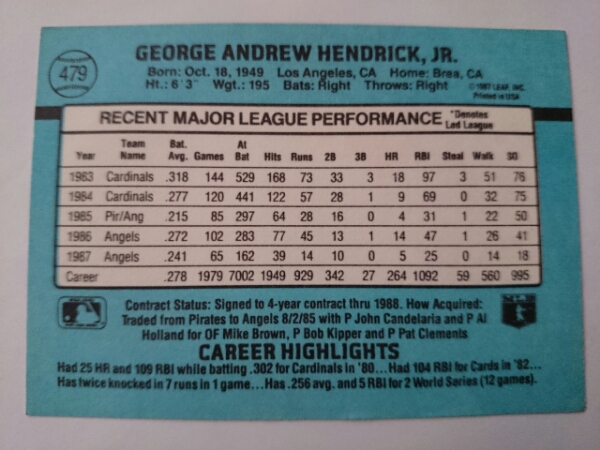 479
GEORGE ANDREW HENDRICK, JR.
Born: Oct. 18, 1949 Los Angeles, CA Home: Brea, CA
Ht.: 6'3" Wgt.: 195 Bats: Right Throws: Right
© 1987 LEAF, INC.
Printed in USA
RECENT MAJOR LEAGUE PERFORMANCE *Denotes Led League
Year Team Name Bat. Avg. Games At Bat Hits Runs 2B 3B HR RBI Steal Walk SO
1983 Cardinals .318 144 529 168 73 33 3 18 97 3 51 76
1984 Cardinals .277 120 441 122 57 28 1 9 69 0 32 75
1985 Pir/Ang .215 85 297 64 28 16 0 4 31 1 22 50
1986 Angels .272 102 283 77 45 13 1 14 47 1 26 41
1987 Angels .241 65 162 39 14 10 0 5 25 0 14 18
Career .278 1979 7002 1949 929 342 27 264 1092 59 560 995
Contract Status: Signed to 4-year contract thru 1988. How Acquired:
Traded from Pirates to Angels 8/2/85 with P John Candelaria and P Al
Holland for OF Mike Brown, P Bob Kipper and P Pat Clements
CAREER HIGHLIGHTS
Had 25 HR and 109 RBI while batting .302 for Cardinals in '80...Had 104 RBI for Cards in '82...
Has twice knocked in 7 runs in 1 game...Has .256 avg. and 5 RBI for 2 World Series (12 games).